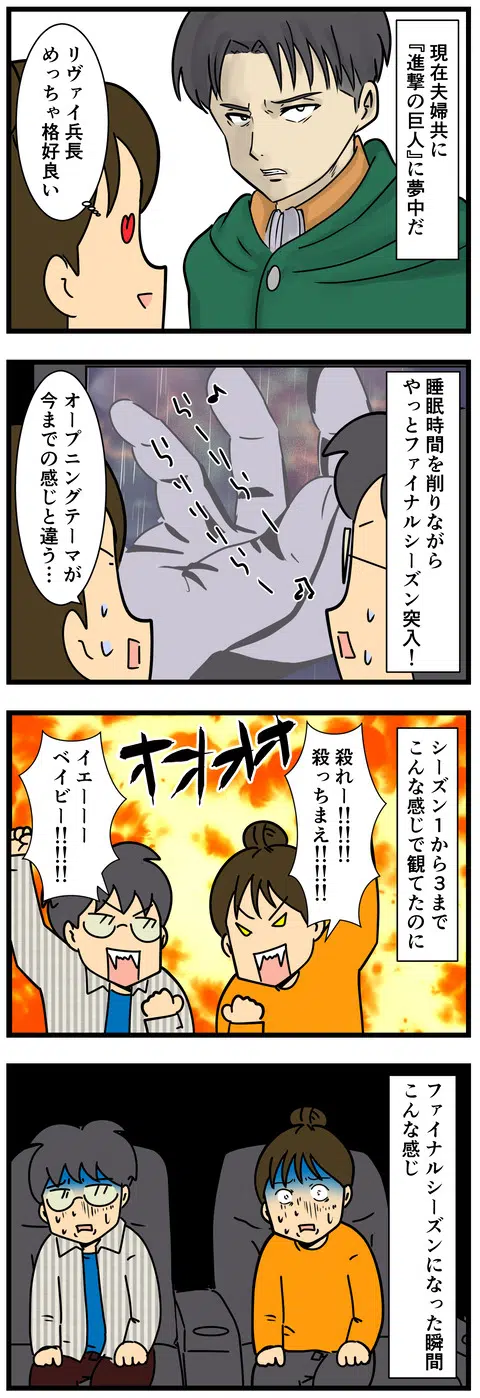 現在夫婦共に
『進撃の巨人』に夢中だ
リヴァイ兵長
めっちゃ格好良い
睡眠時間を削りながら
やっとファイナルシーズン突入！
♪
らーらー
らーらー
♫
オープニングテーマが
今までの感じと違う…
シーズン１から３まで
こんな感じで観てたのに
殺れー!!!!!
殺っちまえ!!!!!!
オオオオ
イエーーー
ベイビー!!!!!!
ファイナルシーズンになった瞬間
こんな感じ